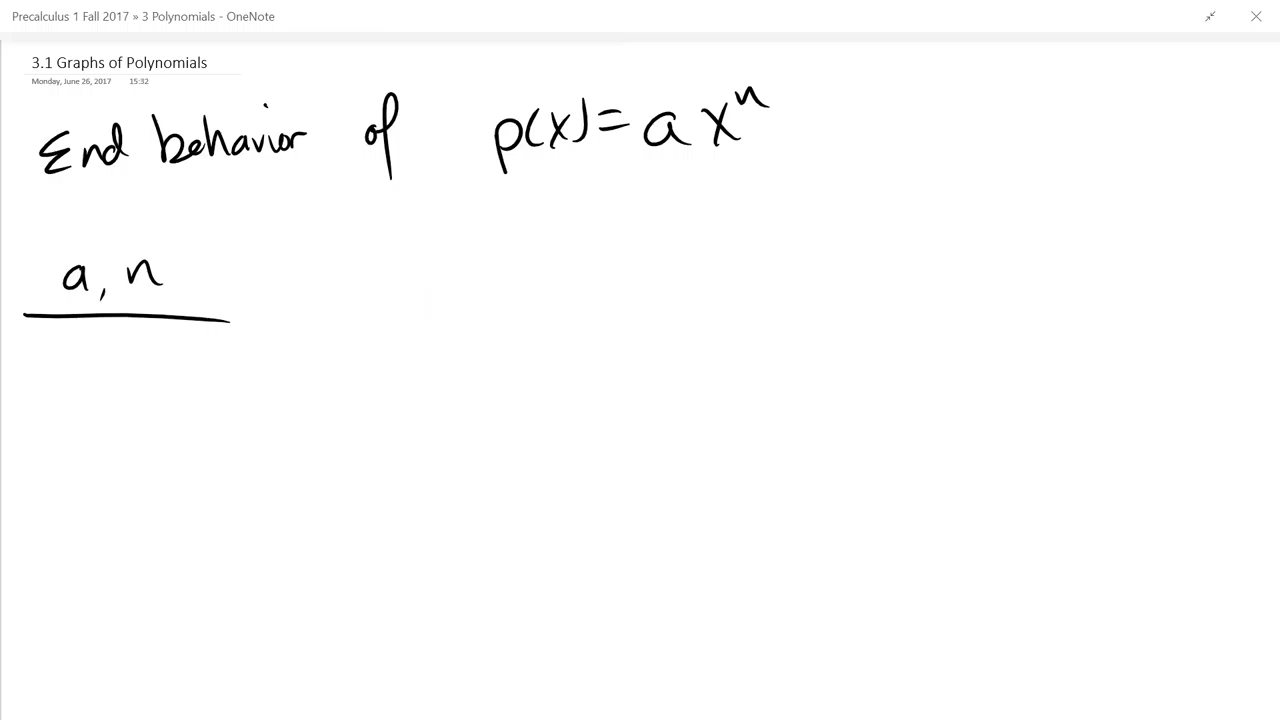 Precalculus 1 Fall 2017 » 3 Polynomials - OneNote
3.1 Graphs of Polynomials
Monday, June 26, 2017 15:32
End behavior of p(x) = a xⁿ
a, n